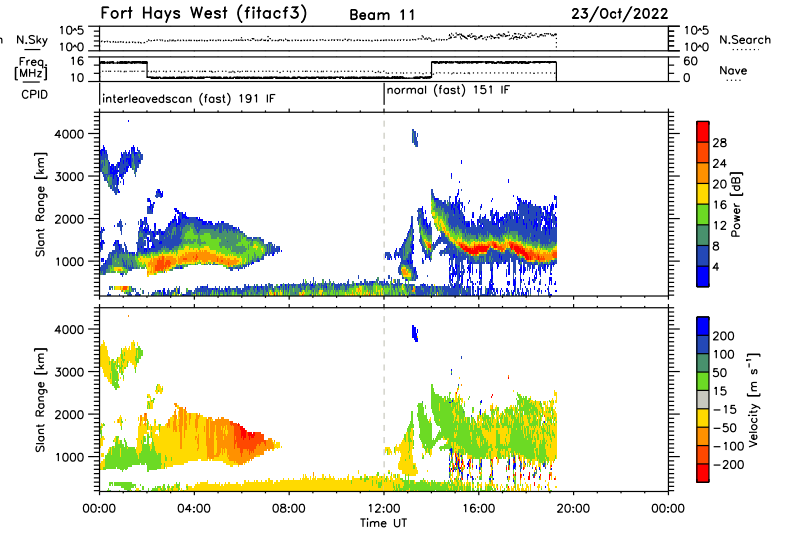 Fort Hays West (fitacf3) Beam 11 23/Oct/2022
N.Sky 10^5 10^0 10^5 10^0 N.Search
Freq. [MHz] 16 10 60 0 Nave
CPID interleavedscan (fast) 191 IF normal (fast) 151 IF
Slant Range [km]
4000
3000
2000
1000
28
24
20
16
12
8
4
Power [dB]
Slant Range [km]
4000
3000
2000
1000
200
100
50
15
-15
-50
-100
-200
Velocity [m s^-1]
00:00 04:00 08:00 12:00 16:00 20:00 00:00
Time UT